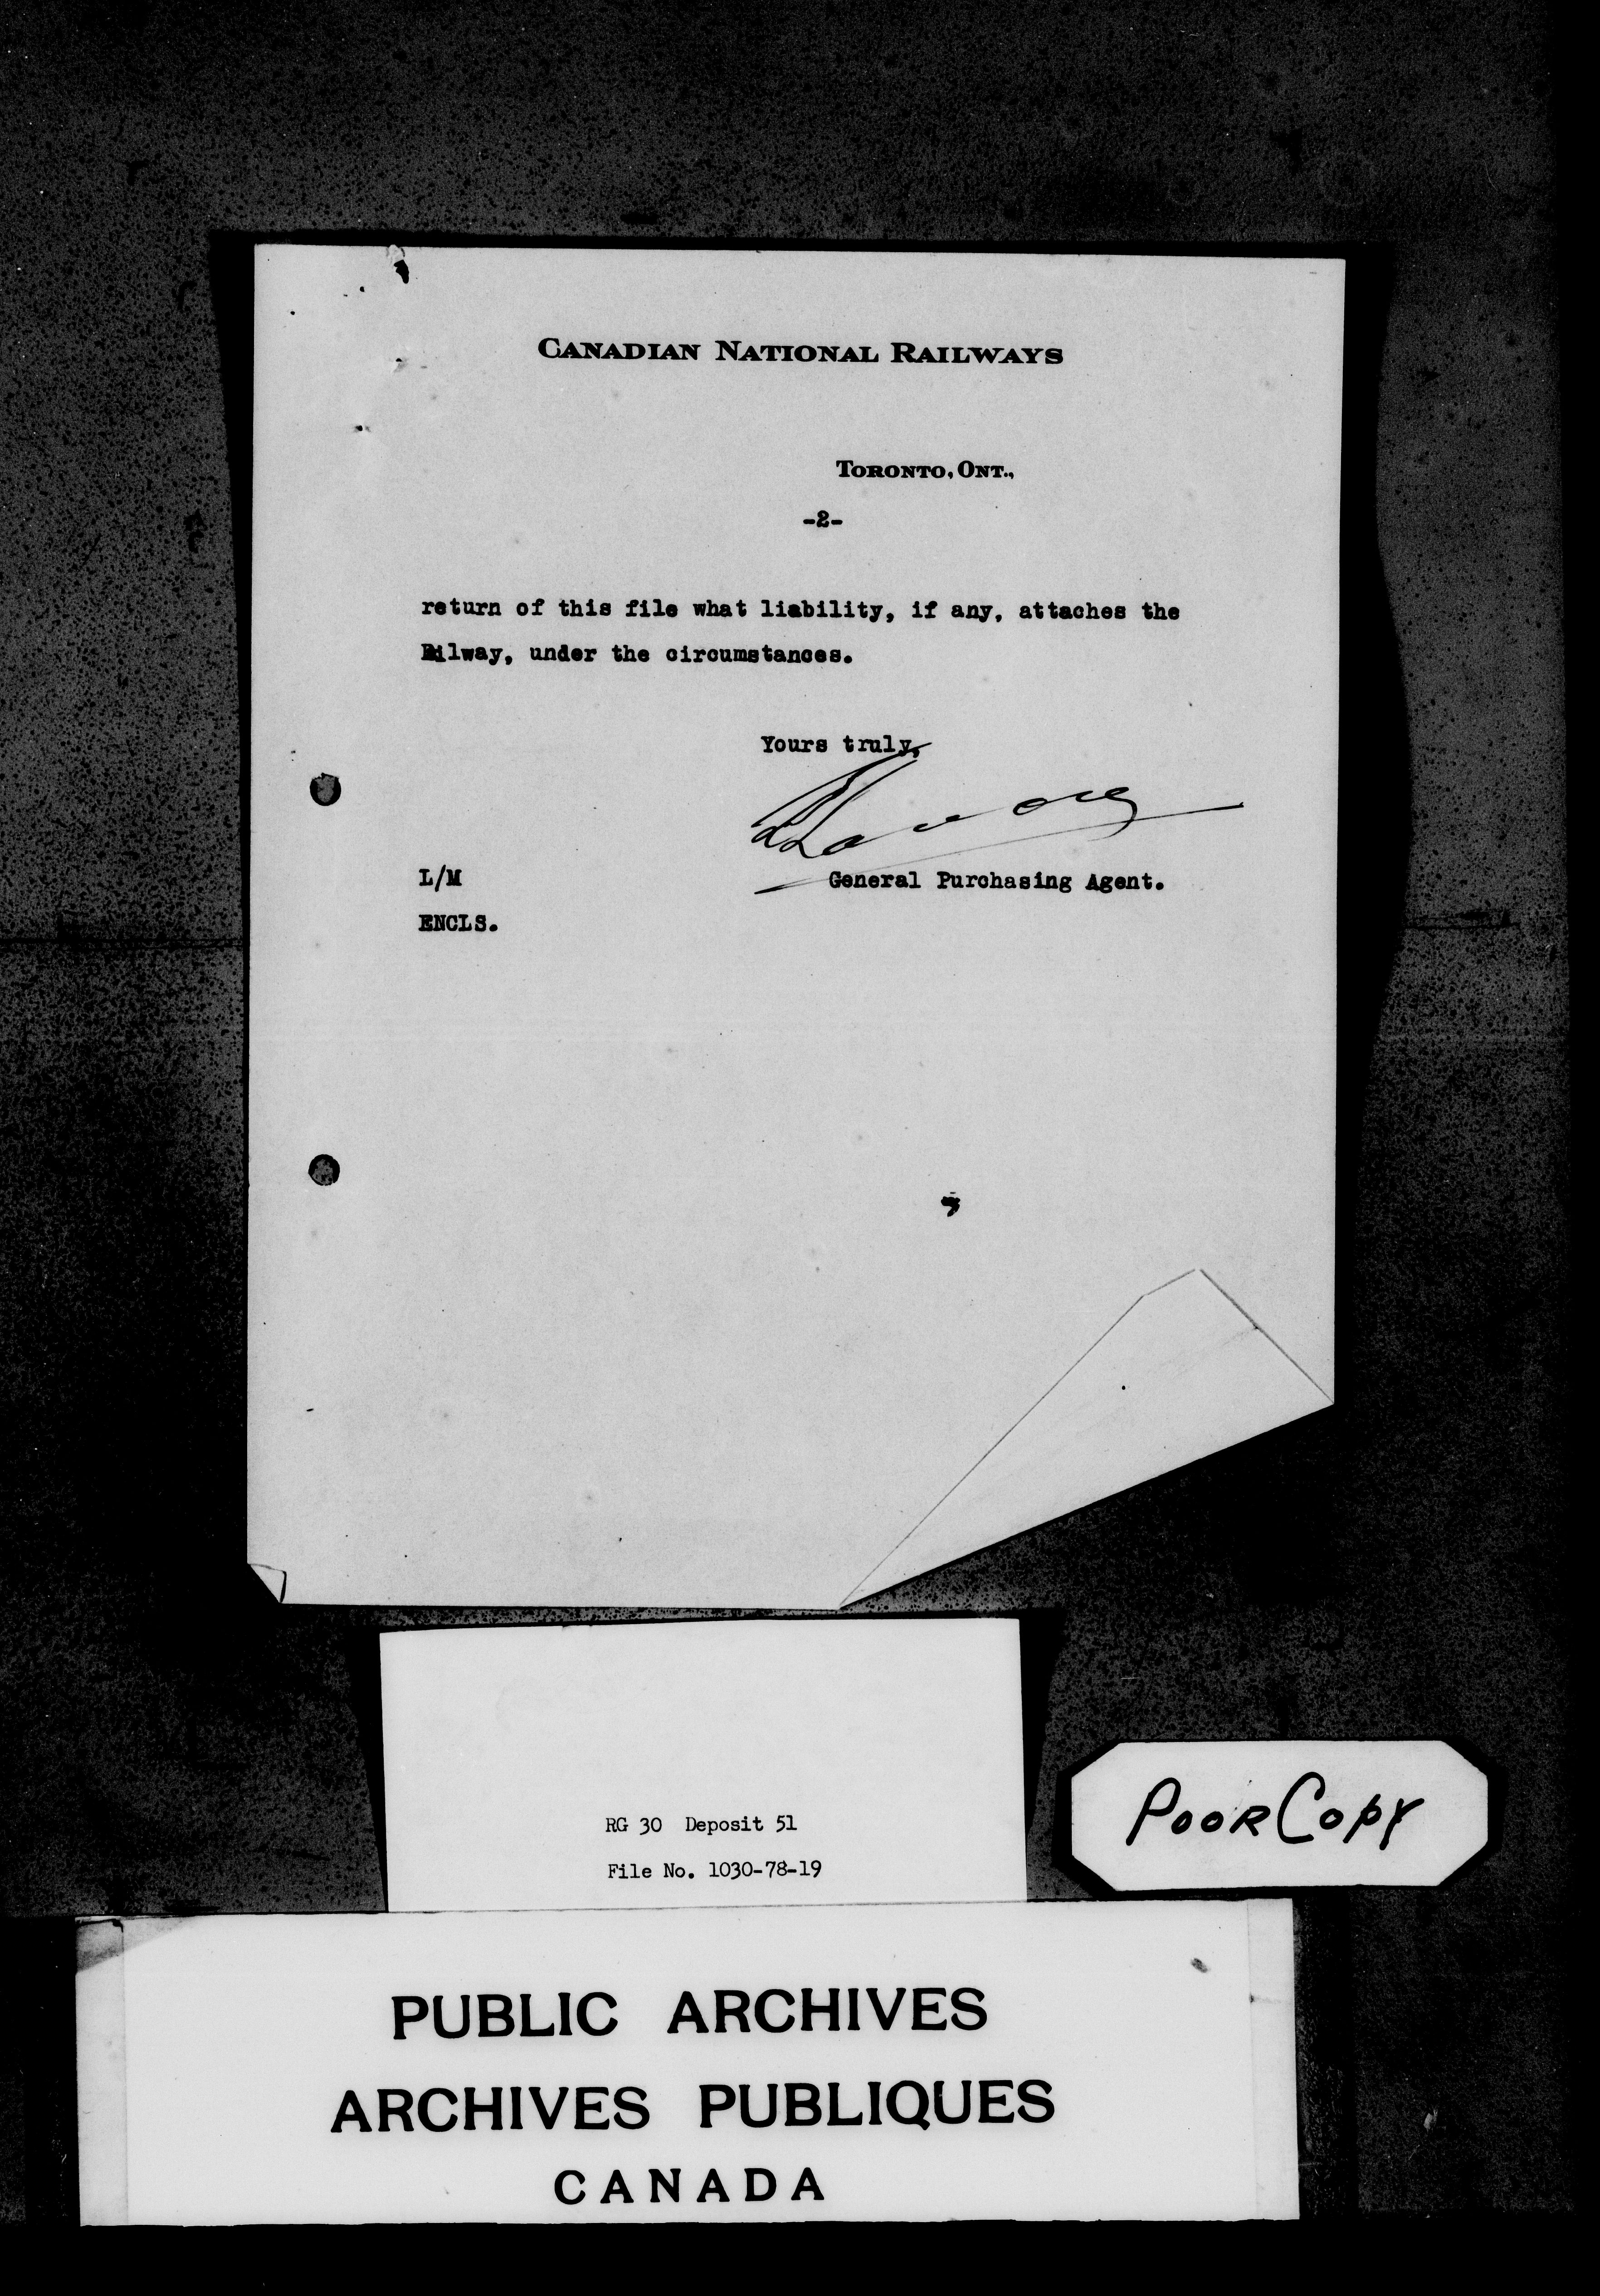 CANADIAN NATIONAL RAILWAYS
TORONTO, ONT.,
-2-
return of this file what liability, if any, attaches the
Railway, under the circumstances.
Yours truly,
General Purchasing Agent.
L/M
ENCLS.
RG 30 Deposit 51
File No. 1030-78-19
POOR COPY
PUBLIC ARCHIVES
ARCHIVES PUBLIQUES
CANADA